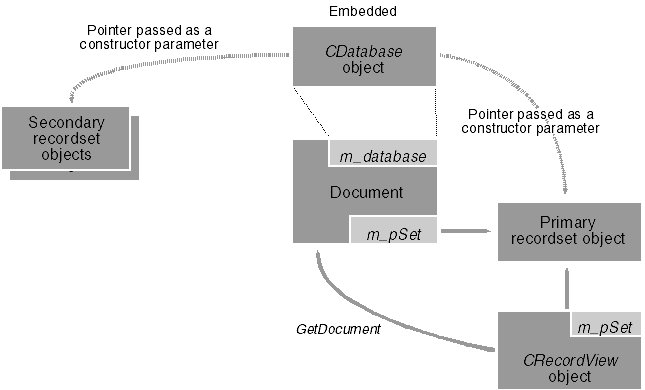 Embedded
Pointer passed as a
constructor parameter
CDatabase
object
Pointer passed as a
constructor parameter
Secondary
recordset
objects
m_database
Document
m_pSet
Primary
recordset object
GetDocument
m_pSet
CRecordView
object